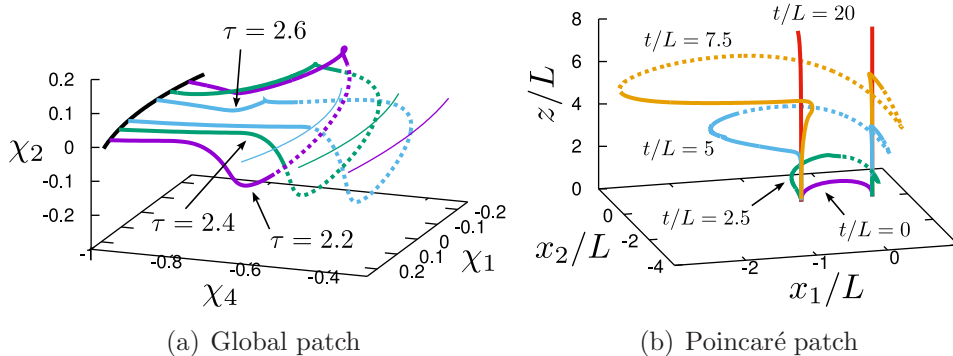 τ = 2.6
0.2
0.1
0
-0.1
-0.2
χ₂
τ = 2.4
τ = 2.2
-1
-0.8
-0.6
-0.4
χ₄
0.2
0.1
0
-0.1
-0.2
χ₁
(a) Global patch
t/L = 20
t/L = 7.5
8
6
4
2
0
z/L
t/L = 5
t/L = 2.5
t/L = 0
0
-2
-4
x₂/L
-1
0
x₁/L
(b) Poincaré patch